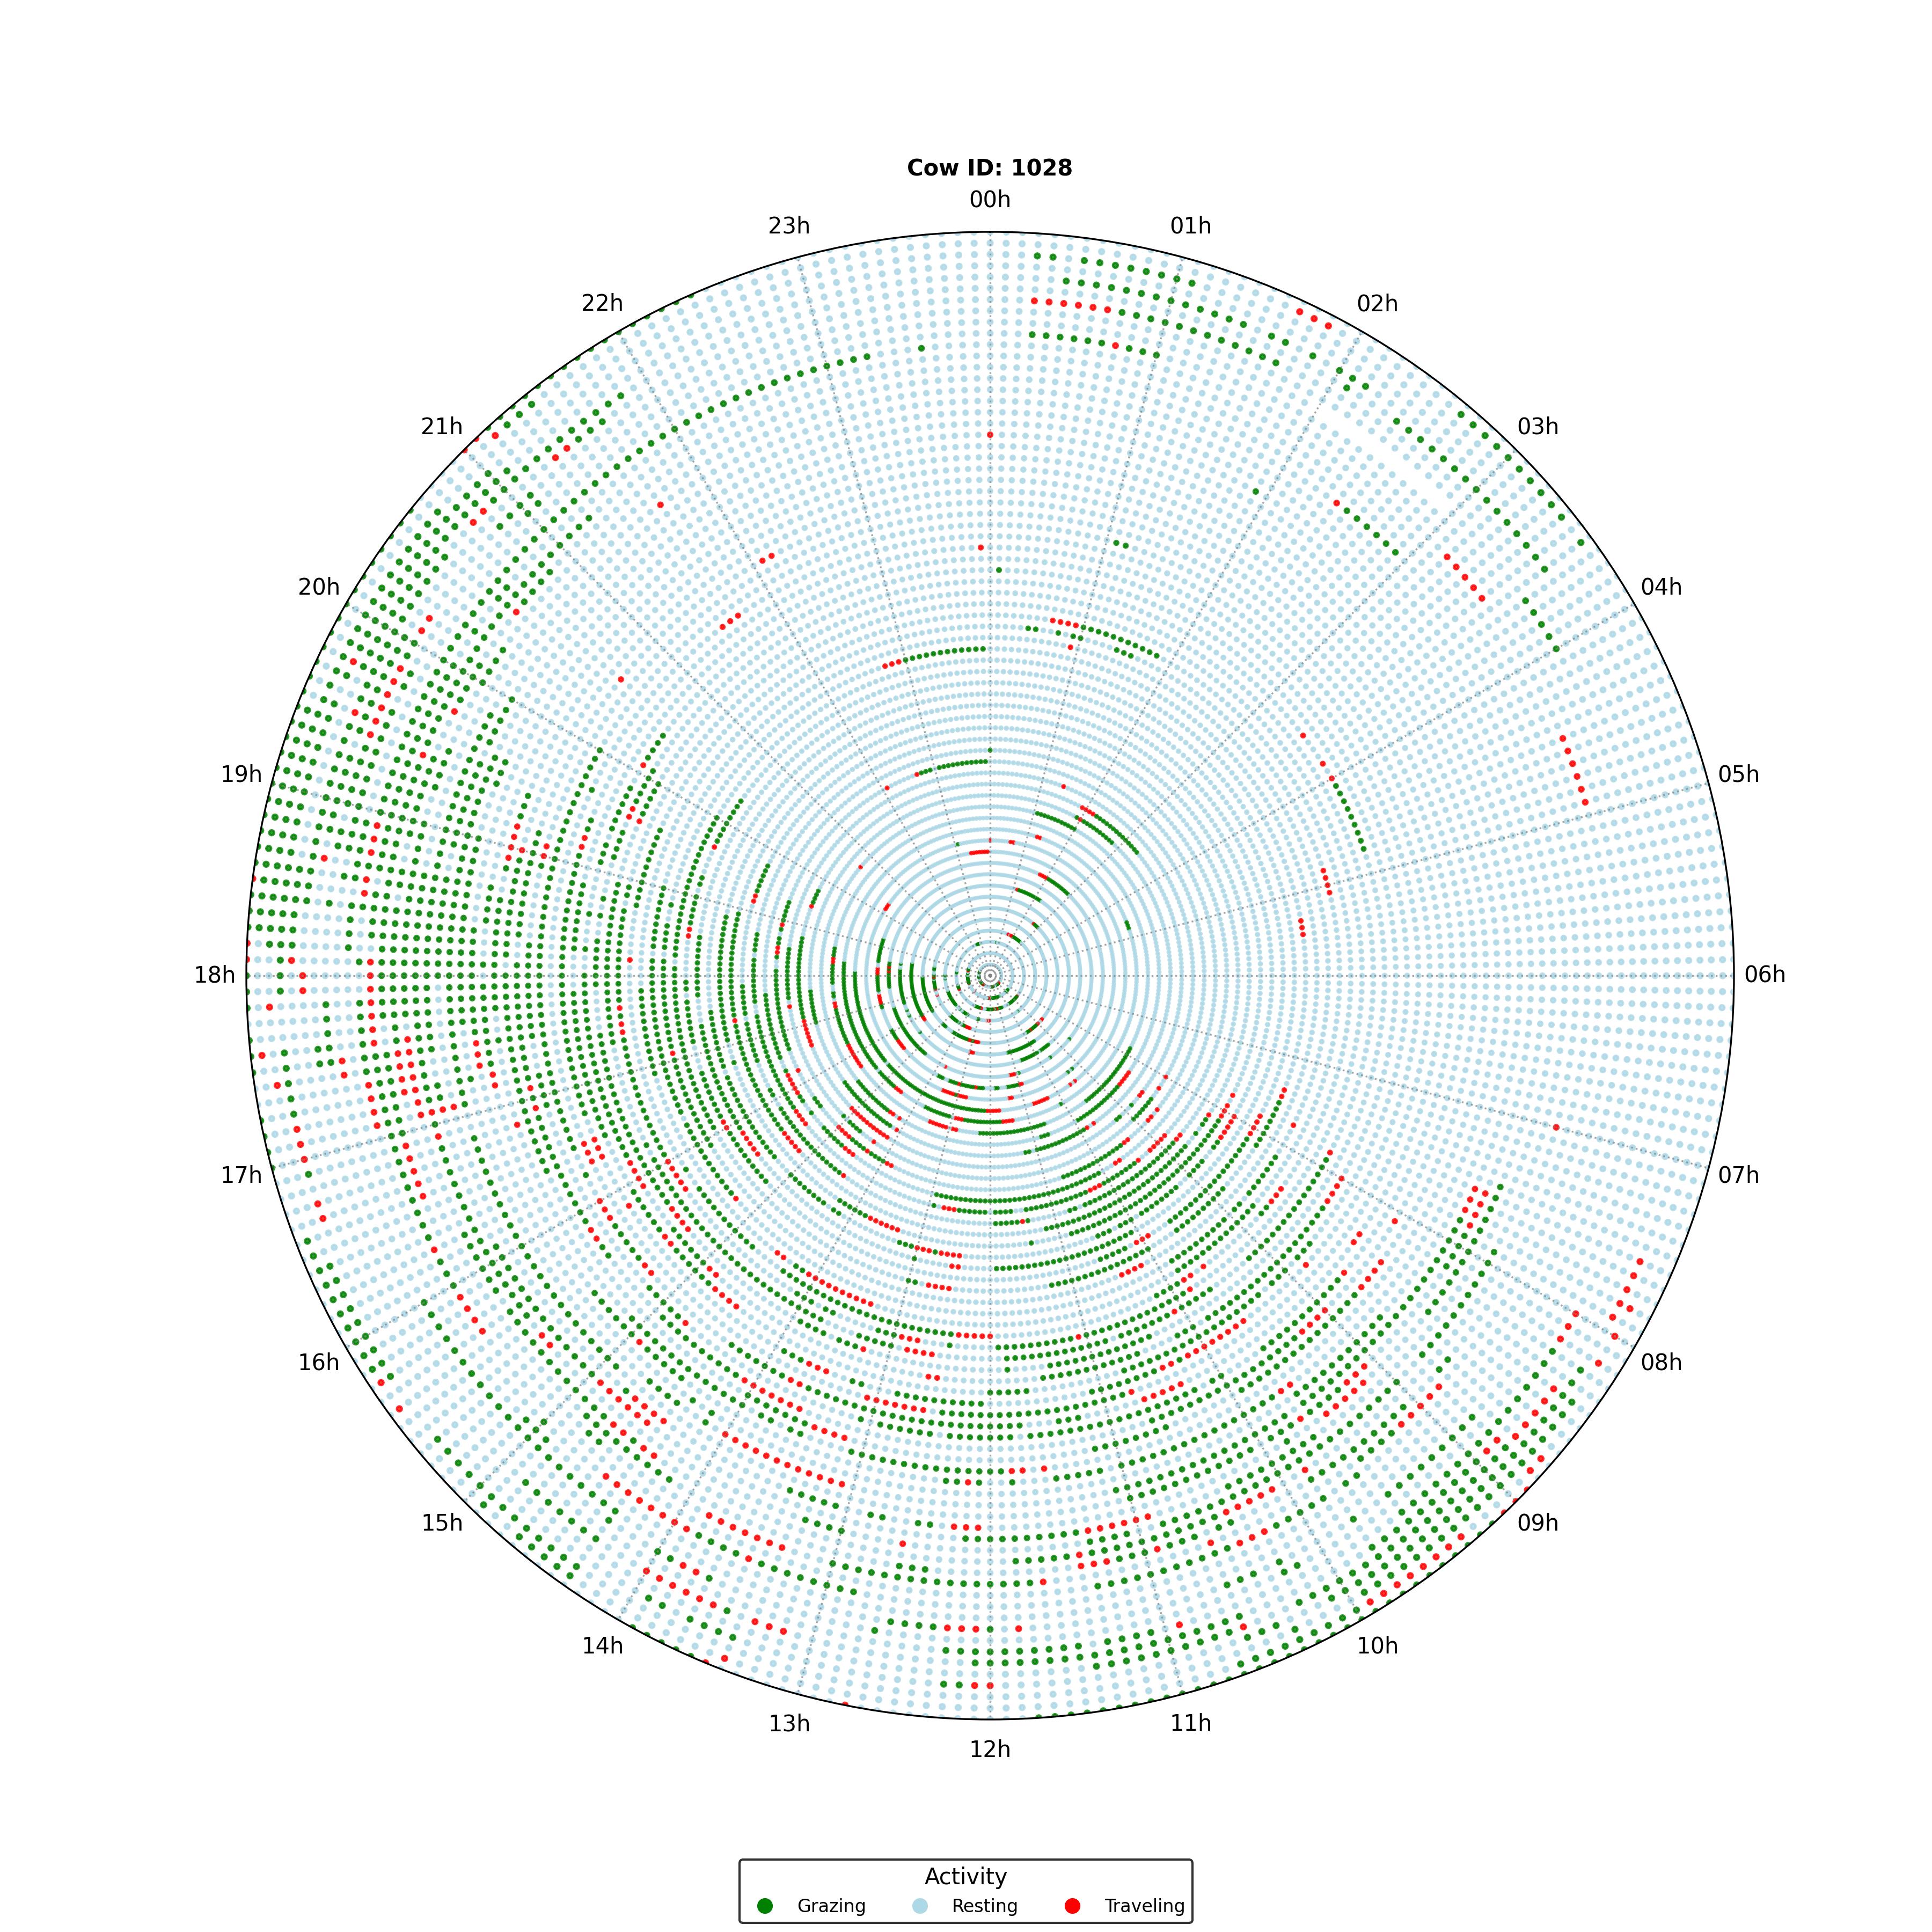 Cow ID: 1028
00h
23h
01h
22h
02h
21h
03h
20h
04h
19h
05h
18h
06h
17h
07h
16h
08h
15h
09h
14h
10h
13h
11h
12h
Activity
Grazing Resting Traveling